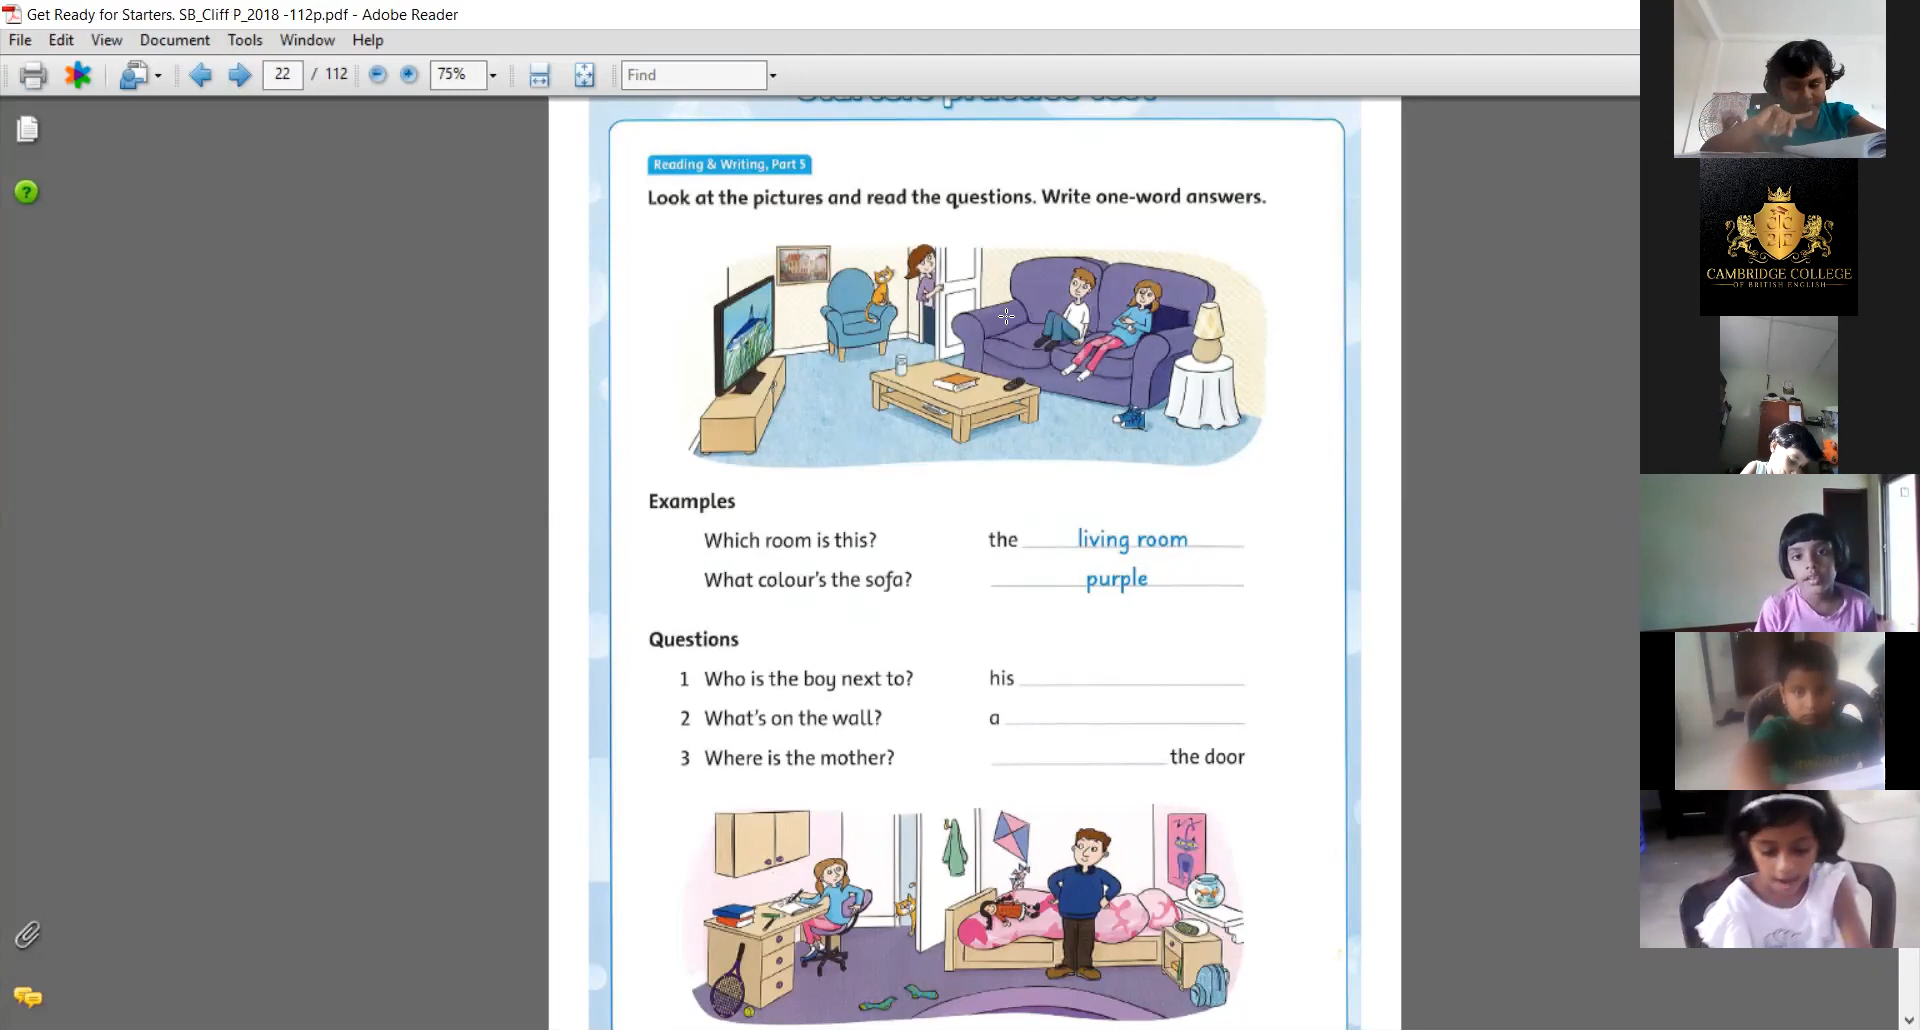 Get Ready for Starters. SB_Cliff P_2018 -112p.pdf - Adobe Reader
File Edit View Document Tools Window Help
22 / 112 75% Find
Starters practice test
Reading & Writing, Part 5
Look at the pictures and read the questions. Write one-word answers.
Examples
Which room is this? the living room
What colour's the sofa? purple
Questions
1 Who is the boy next to? his
2 What's on the wall? a
3 Where is the mother? the door
CAMBRIDGE COLLEGE
OF BRITISH ENGLISH